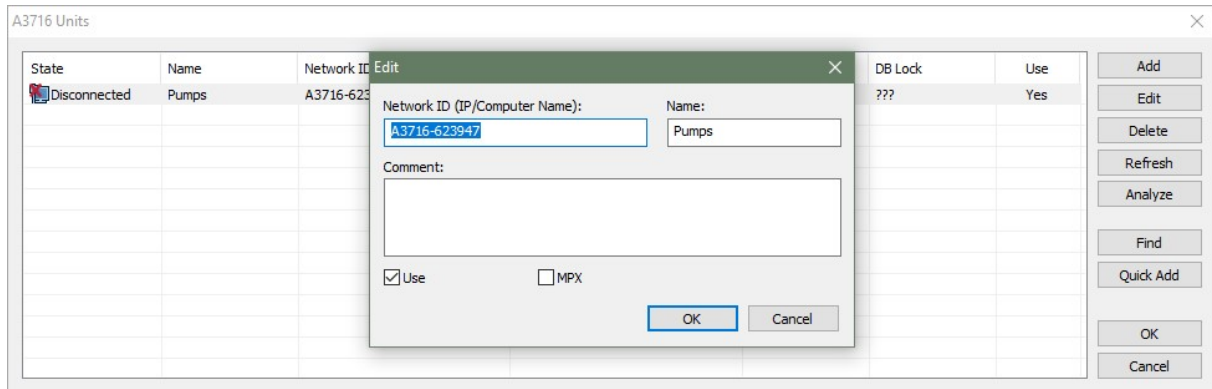 A3716 Units
State Name Network ID DB Lock Use
Disconnected Pumps A3716-623 ??? Yes
Edit
Network ID (IP/Computer Name): Name:
A3716-623947 Pumps
Comment:
Use MPX
OK Cancel
Add
Edit
Delete
Refresh
Analyze
Find
Quick Add
OK
Cancel